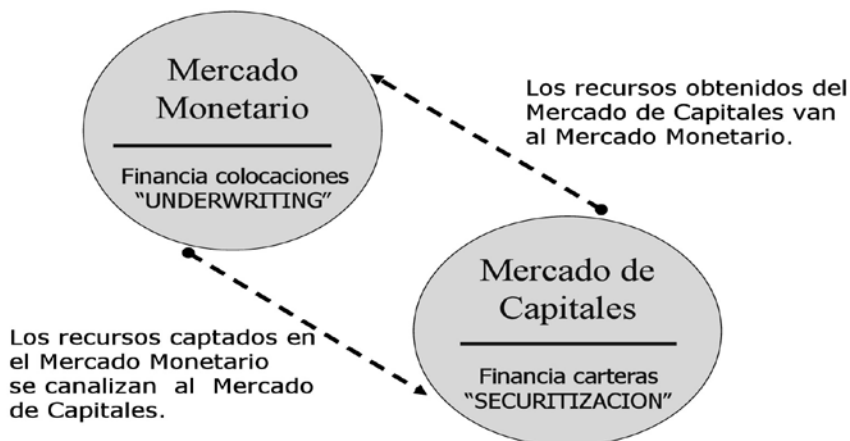 Mercado
Monetario
Financia colocaciones
“UNDERWRITING”
Los recursos obtenidos del
Mercado de Capitales van
al Mercado Monetario.
Mercado de
Capitales
Financia carteras
“SECURITIZACION”
Los recursos captados en
el Mercado Monetario
se canalizan al Mercado
de Capitales.